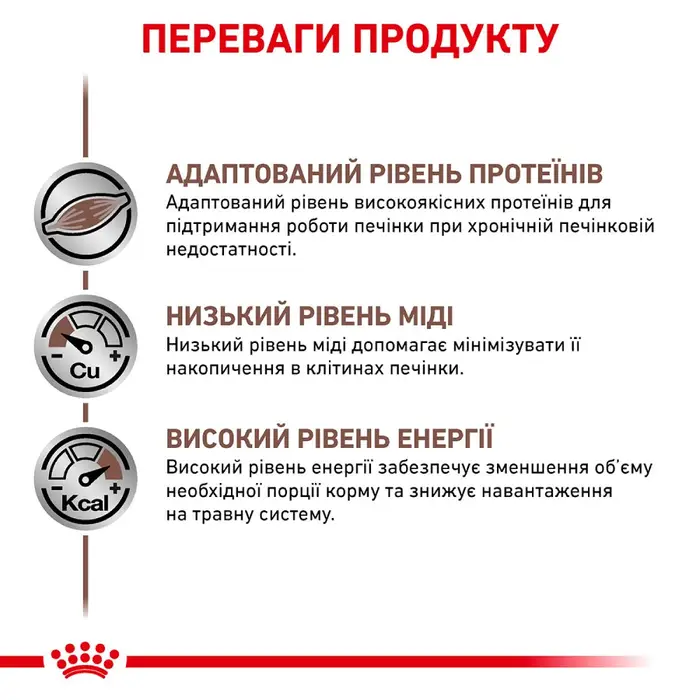 ПЕРЕВАГИ ПРОДУКТУ
АДАПТОВАНИЙ РІВЕНЬ ПРОТЕЇНІВ
Адаптований рівень високоякісних протеїнів для
підтримання роботи печінки при хронічній печінковій
недостатності.
НИЗЬКИЙ РІВЕНЬ МІДІ
Низький рівень міді допомагає мінімізувати її
накопичення в клітинах печінки.
- +
Cu
ВИСОКИЙ РІВЕНЬ ЕНЕРГІЇ
Високий рівень енергії забезпечує зменшення об’єму
необхідної порції корму та знижує навантаження
на травну систему.
- +
Kcal